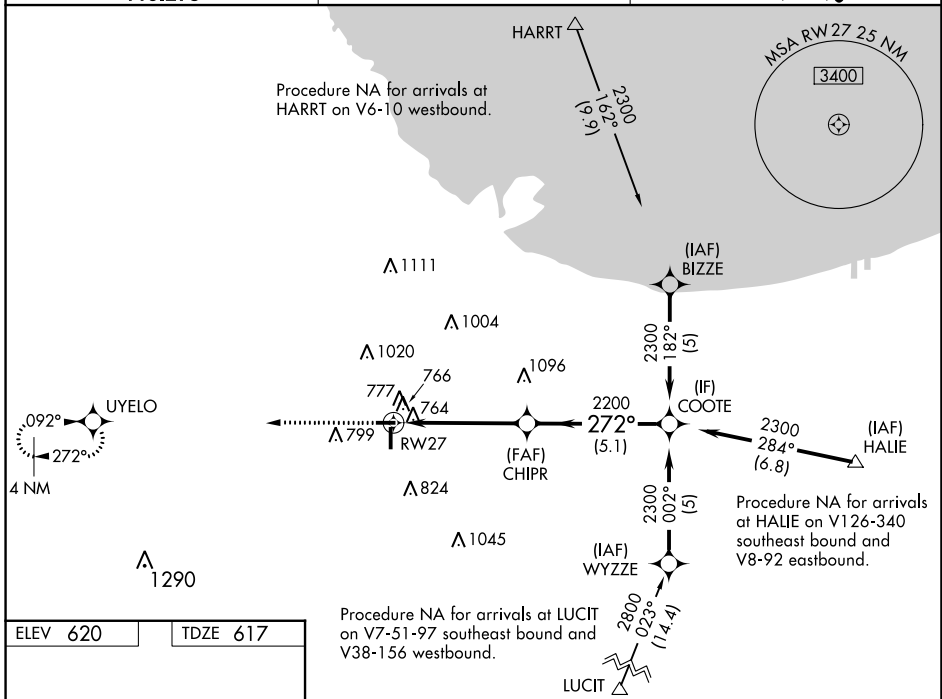 HARRT
Procedure NA for arrivals at
HARRT on V6-10 westbound.
2300
162°
(9.9)
MSA RW27 25 NM
3400
(IAF)
BIZZE
1111
1004
1020
1096
2300
182°
(5)
766
777
764
UYELO
092°
272°
4 NM
799
RW27
2200
272°
(5.1)
(FAF)
CHIPR
(IF)
COOTE
2300
284°
(6.8)
(IAF)
HALIE
824
2300
002°
(5)
Procedure NA for arrivals
at HALIE on V126-340
southeast bound and
V8-92 eastbound.
1045
(IAF)
WYZZE
1290
Procedure NA for arrivals at LUCIT
on V7-51-97 southeast bound and
V38-156 westbound.
2800
023°
(14.4)
LUCIT
ELEV 620
TDZE 617